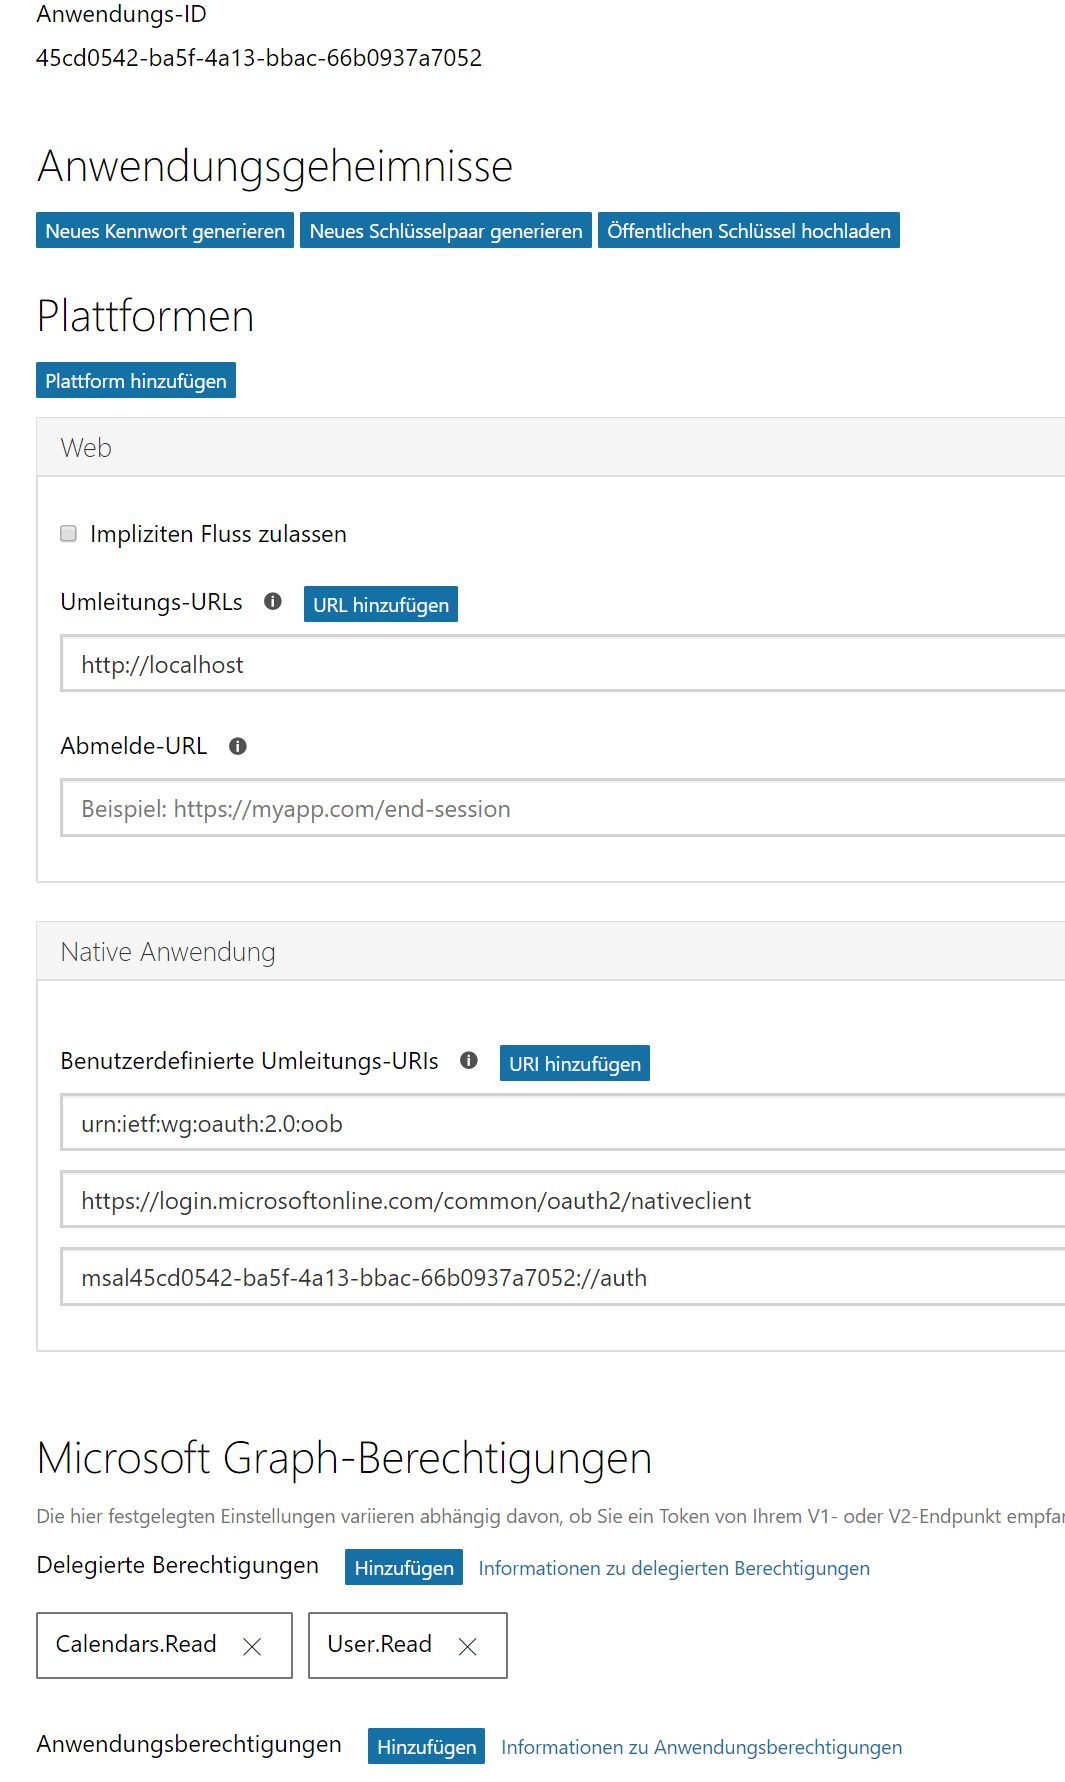 Anwendungs-ID
45cd0542-ba5f-4a13-bbac-66b0937a7052
Anwendungsgeheimnisse
Neues Kennwort generieren Neues Schlüsselpaar generieren Öffentlichen Schlüssel hochladen
Plattformen
Plattform hinzufügen
Web
Impliziten Fluss zulassen
Umleitungs-URLs URL hinzufügen
http://localhost
Abmelde-URL
Beispiel: https://myapp.com/end-session
Native Anwendung
Benutzerdefinierte Umleitungs-URIs URI hinzufügen
urn:ietf:wg:oauth:2.0:oob
https://login.microsoftonline.com/common/oauth2/nativeclient
msal45cd0542-ba5f-4a13-bbac-66b0937a7052://auth
Microsoft Graph-Berechtigungen
Die hier festgelegten Einstellungen variieren abhängig davon, ob Sie ein Token von Ihrem V1- oder V2-Endpunkt
Delegierte Berechtigungen Hinzufügen Informationen zu delegierten Berechtigungen
Calendars.Read User.Read
Anwendungsberechtigungen Hinzufügen Informationen zu Anwendungsberechtigungen